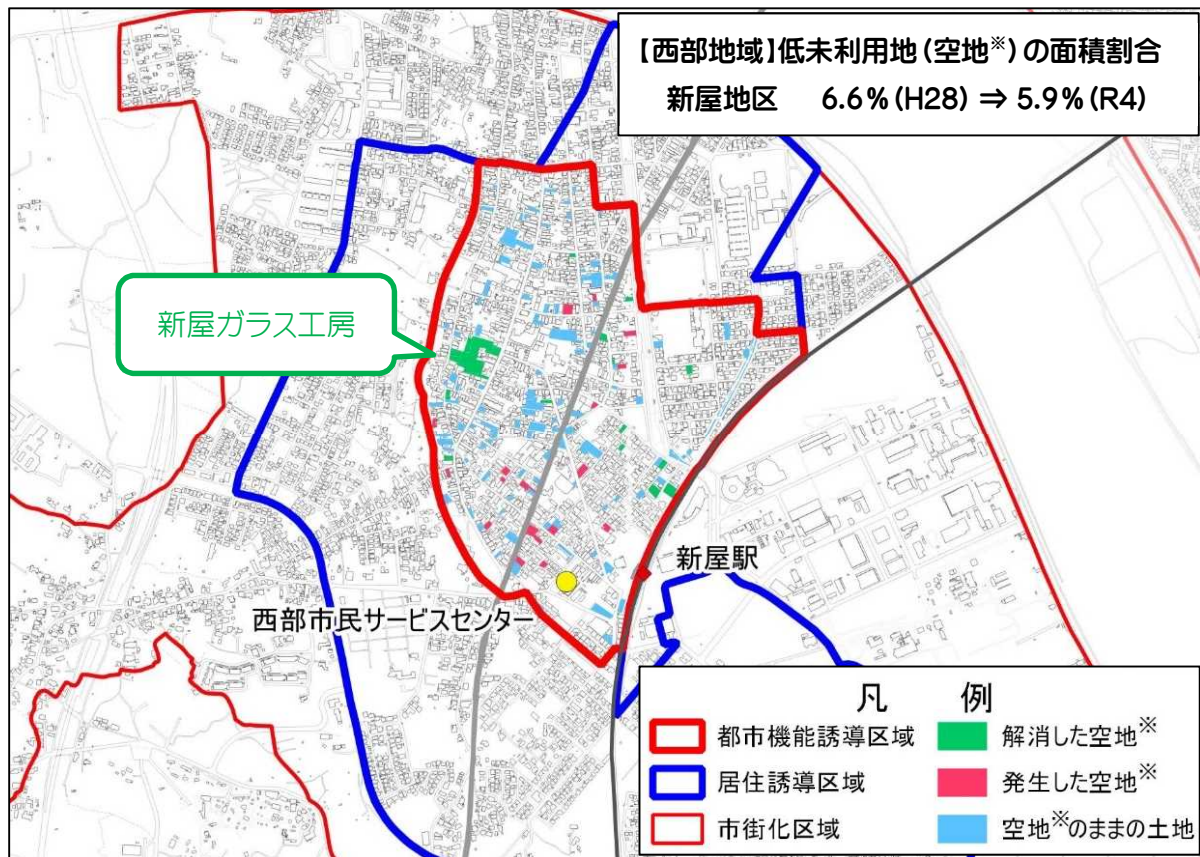 【西部地域】低未利用地(空地※)の面積割合
新屋地区 6.6%(H28) ⇒ 5.9%(R4)
新屋ガラス工房
新屋駅
西部市民サービスセンター
凡 例
都市機能誘導区域
解消した空地※
居住誘導区域
発生した空地※
市街化区域
空地※のままの土地